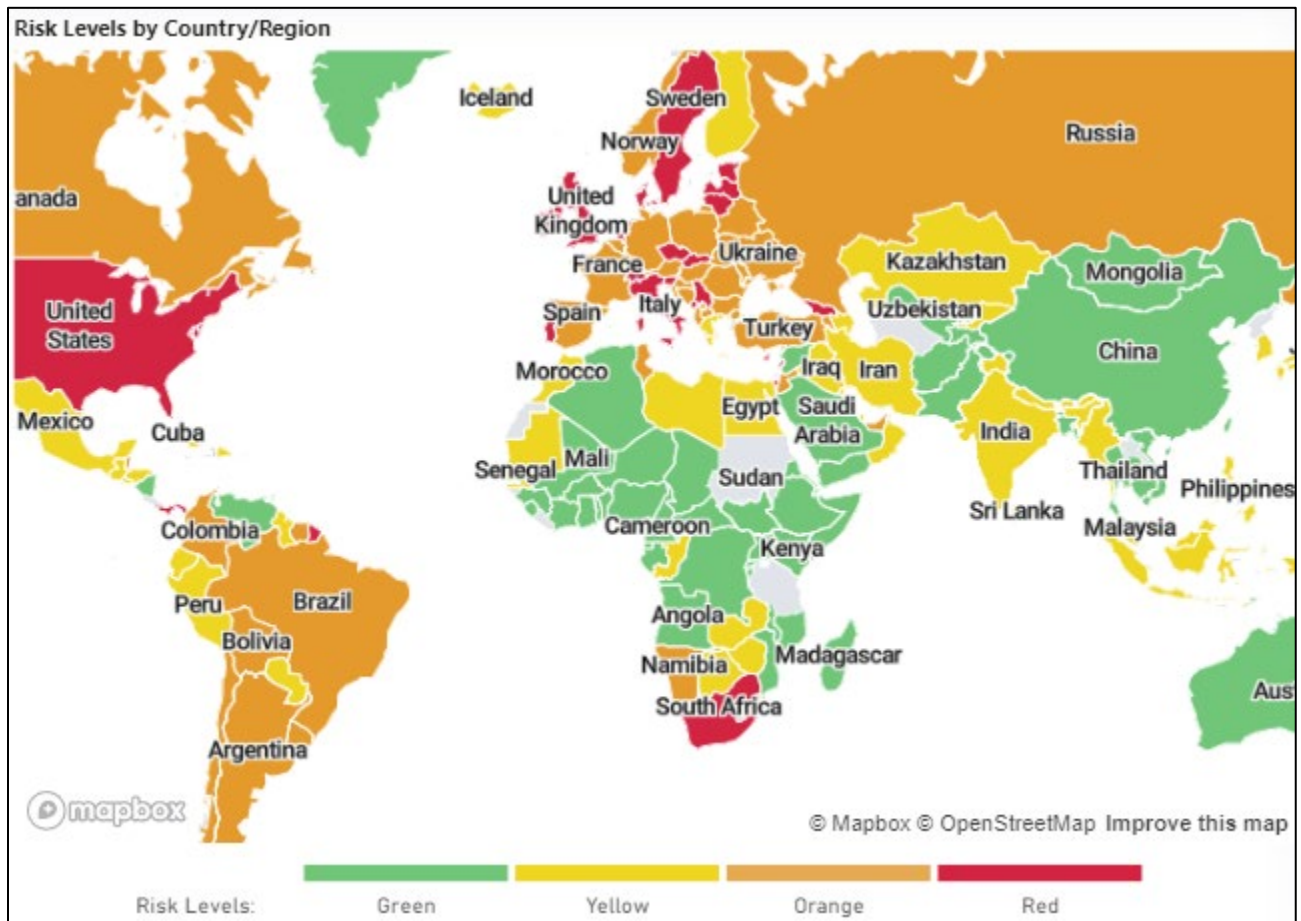 Risk Levels by Country/Region
Iceland
Sweden
Norway
Russia
anada
United
Kingdom
Ukraine
France
Kazakhstan
Mongolia
United
States
Spain
Italy
Uzbekistan
Turkey
China
Morocco
Iraq
Iran
Mexico
Cuba
Egypt
Saudi
Arabia
India
Senegal
Mali
Sudan
Thailand
Philippines
Sri Lanka
Colombia
Cameroon
Malaysia
Kenya
Peru
Brazil
Angola
Bolivia
Namibia
Madagascar
Aus
South Africa
Argentina
mapbox
© Mapbox © OpenStreetMap Improve this map
Risk Levels: Green Yellow Orange Red